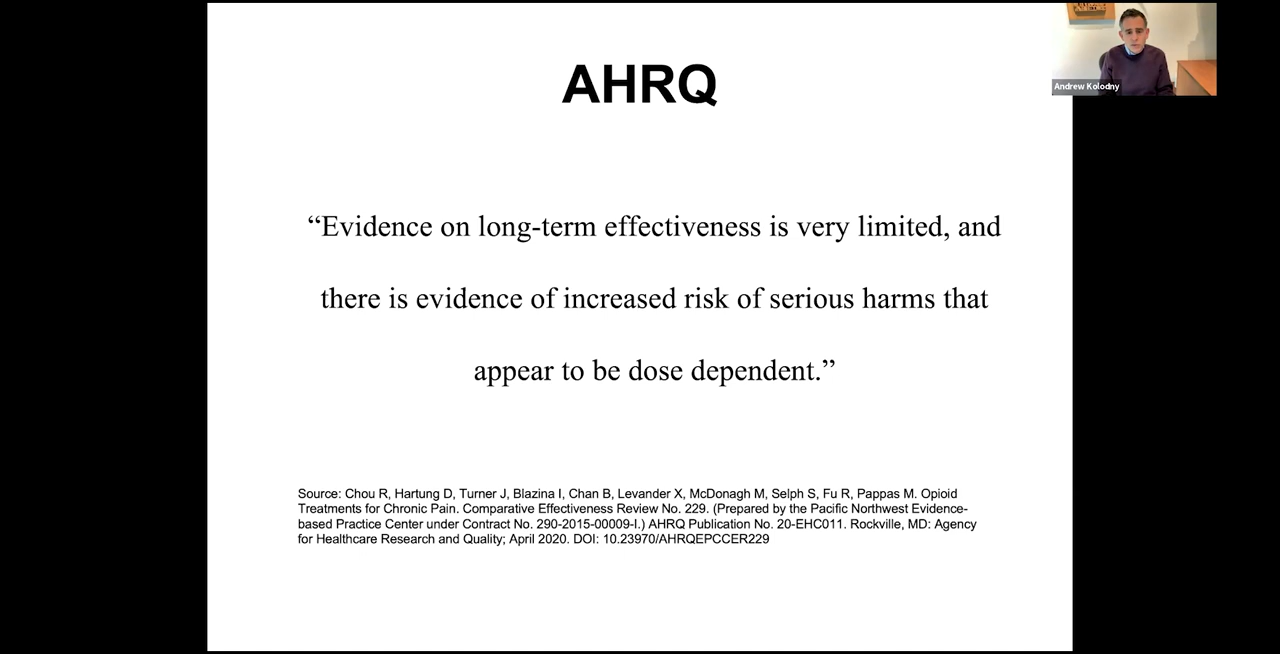 AHRQ
Andrew Kolodny
“Evidence on long-term effectiveness is very limited, and
there is evidence of increased risk of serious harms that
appear to be dose dependent.”
Source: Chou R, Hartung D, Turner J, Blazina I, Chan B, Levander X, McDonagh M, Selph S, Fu R, Pappas M. Opioid
Treatments for Chronic Pain. Comparative Effectiveness Review No. 229. (Prepared by the Pacific Northwest Evidence-
based Practice Center under Contract No. 290-2015-00009-I.) AHRQ Publication No. 20-EHC011. Rockville, MD: Agency
for Healthcare Research and Quality; April 2020. DOI: 10.23970/AHRQEPCCER229